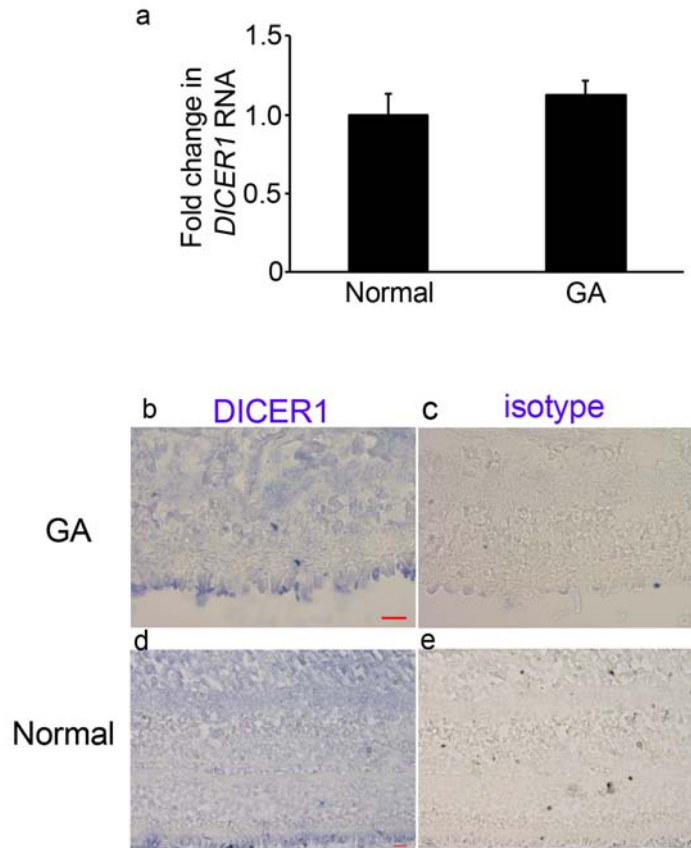 a
Fold change in
DICER1 RNA
1.5
1.0
0.5
0
Normal
GA
b
DICER1
c
isotype
GA
d
e
Normal